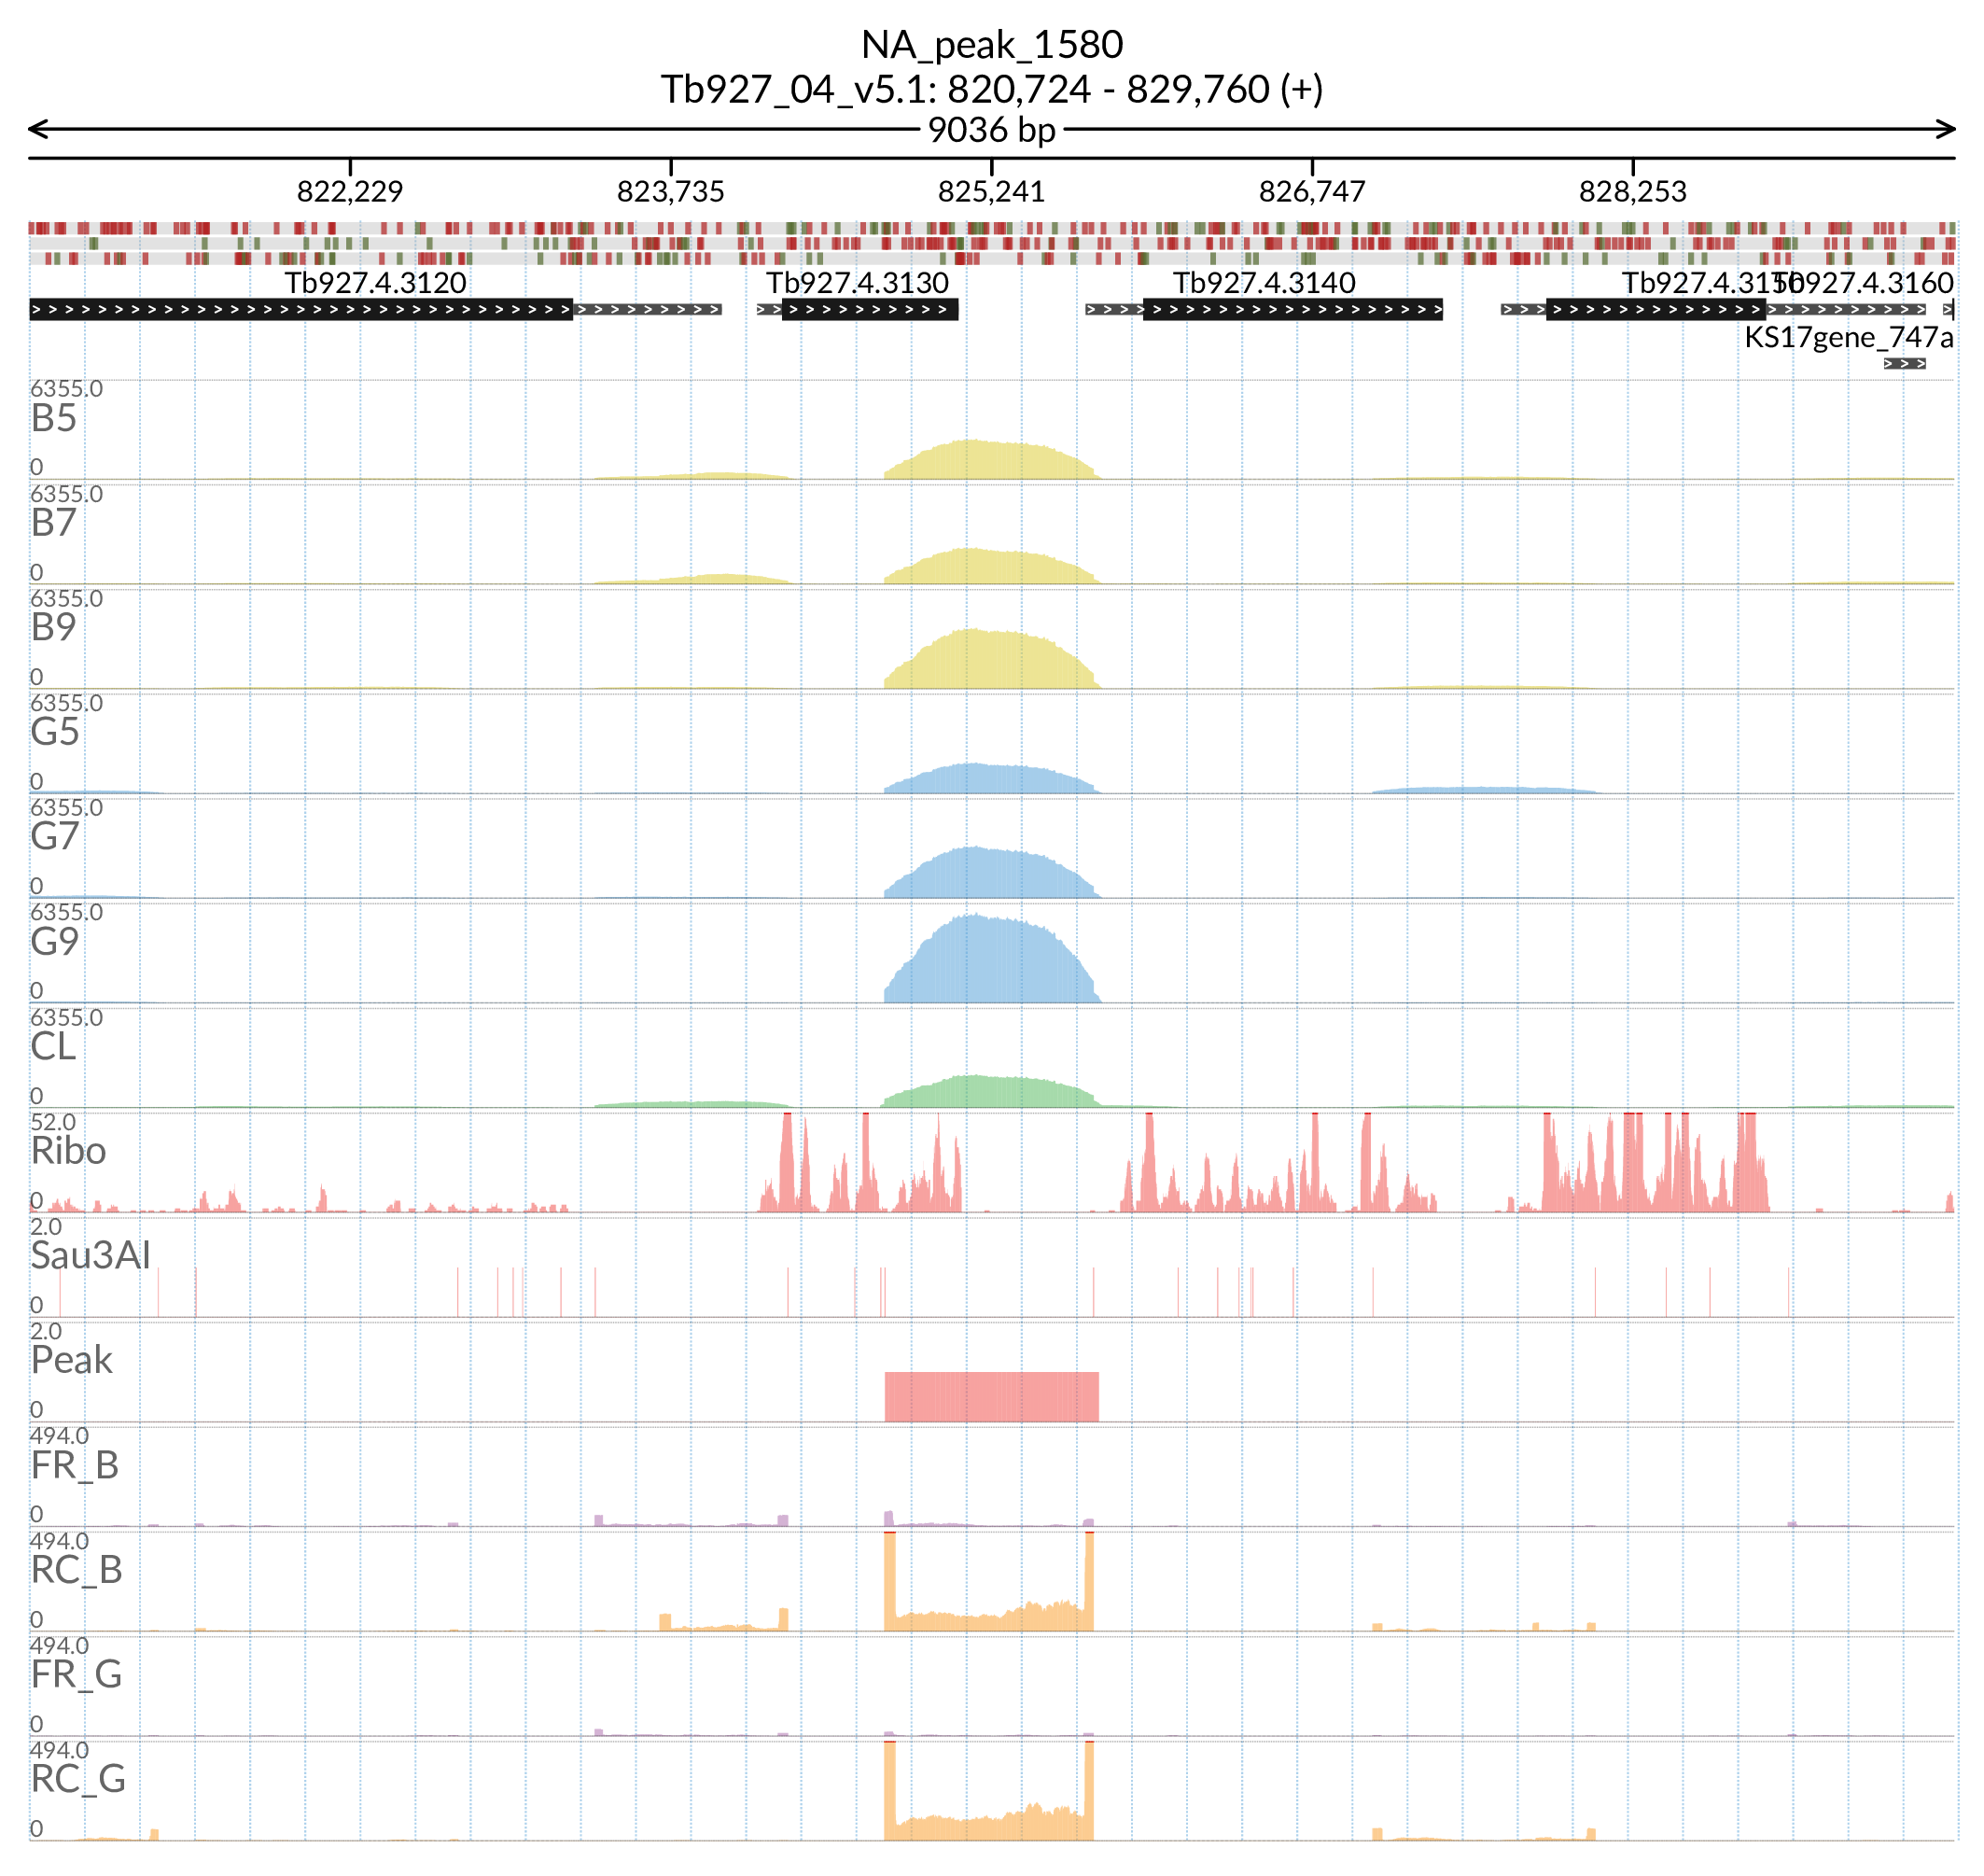 NA_peak_1580
Tb927_04_v5.1: 820,724 - 829,760 (+)
9036 bp
822,229 823,735 825,241 826,747 828,253
Tb927.4.3120 Tb927.4.3130 Tb927.4.3140 Tb927.4.3150 Tb927.4.3160
KS17gene_747a
6355.0
B5
0
6355.0
B7
0
6355.0
B9
0
6355.0
G5
0
6355.0
G7
0
6355.0
G9
0
6355.0
CL
0
52.0
Ribo
0
2.0
Sau3AI
0
2.0
Peak
0
494.0
FR_B
0
494.0
RC_B
0
494.0
FR_G
0
494.0
RC_G
0